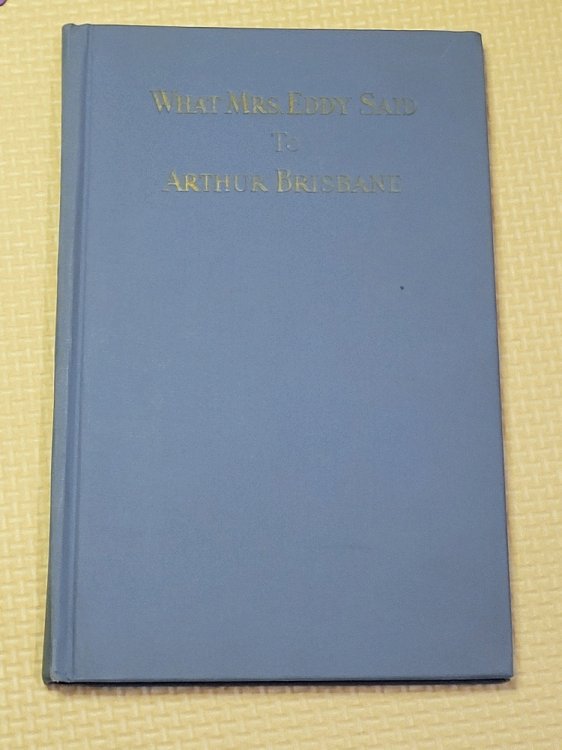 WHAT MRS. EDDY SAID
TO
ARTHUR BRISBANE